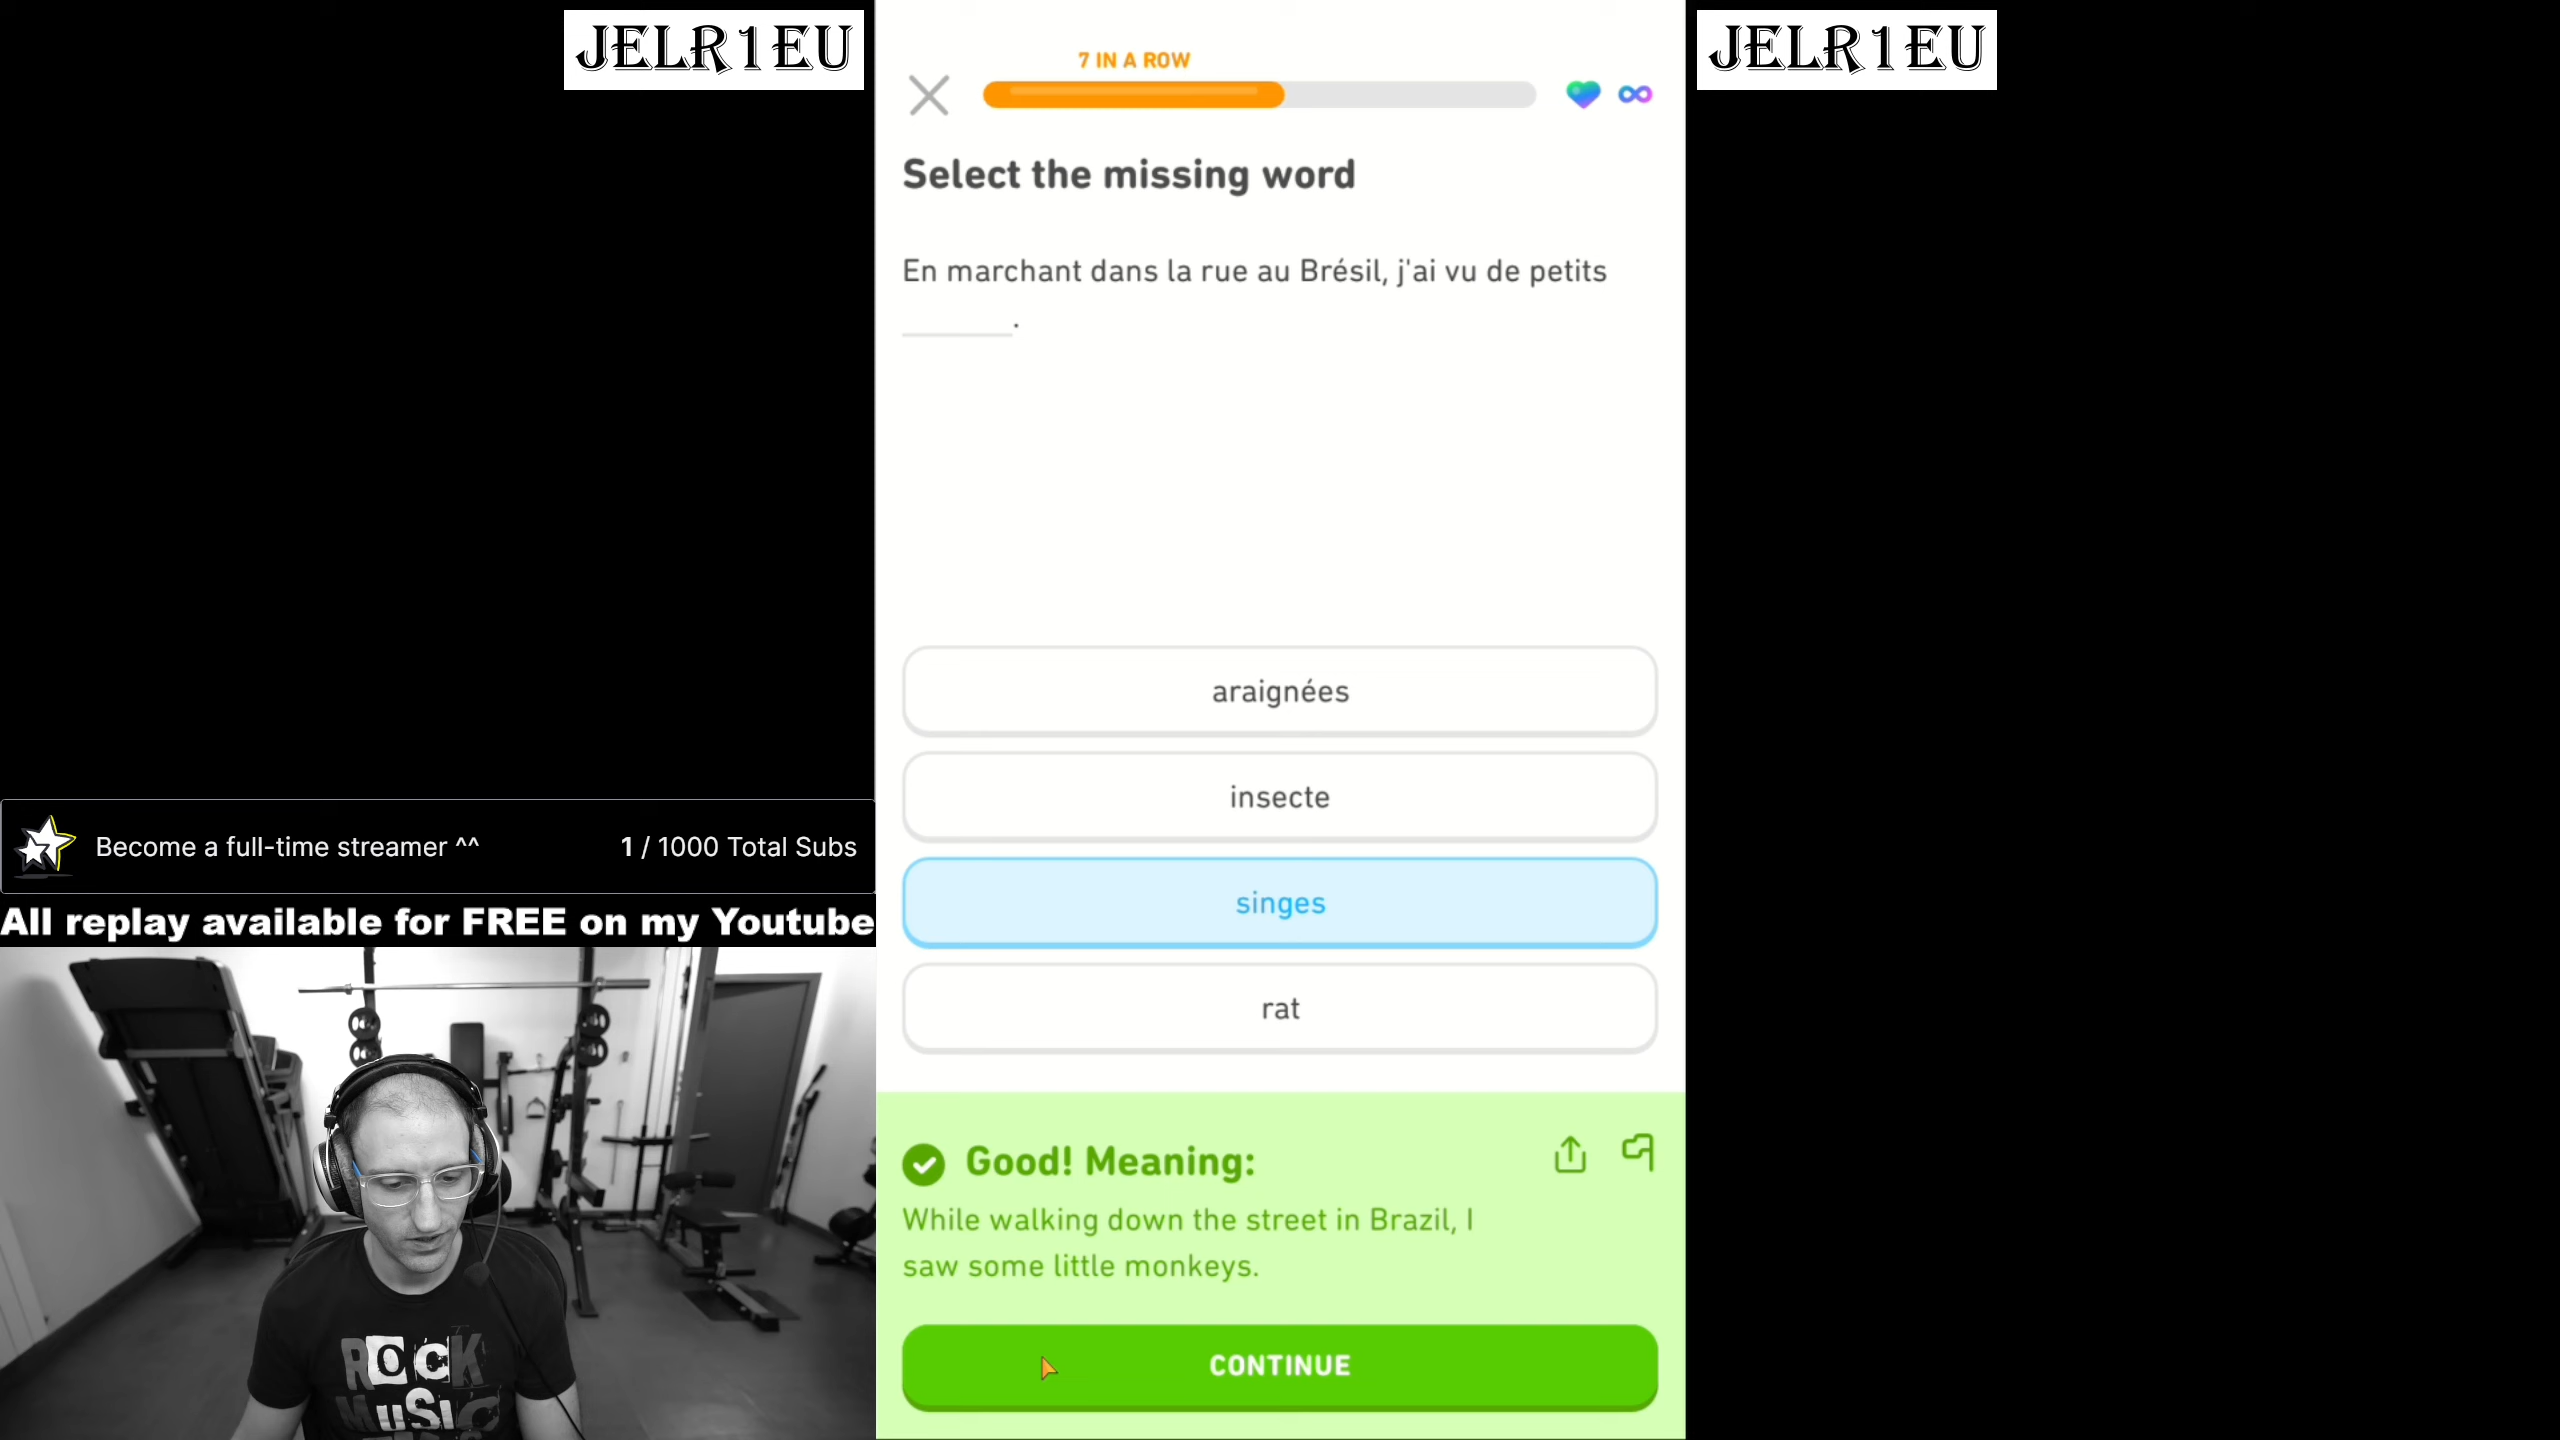 JELR1EU
JELR1EU
7 IN A ROW
Select the missing word
En marchant dans la rue au Brésil, j'ai vu de petits
.
araignées
insecte
singes
rat
Good! Meaning:
While walking down the street in Brazil, I
saw some little monkeys.
CONTINUE
Become a full-time streamer ^^ 1 / 1000 Total Subs
All replay available for FREE on my Youtube
ROCK
MUSIC